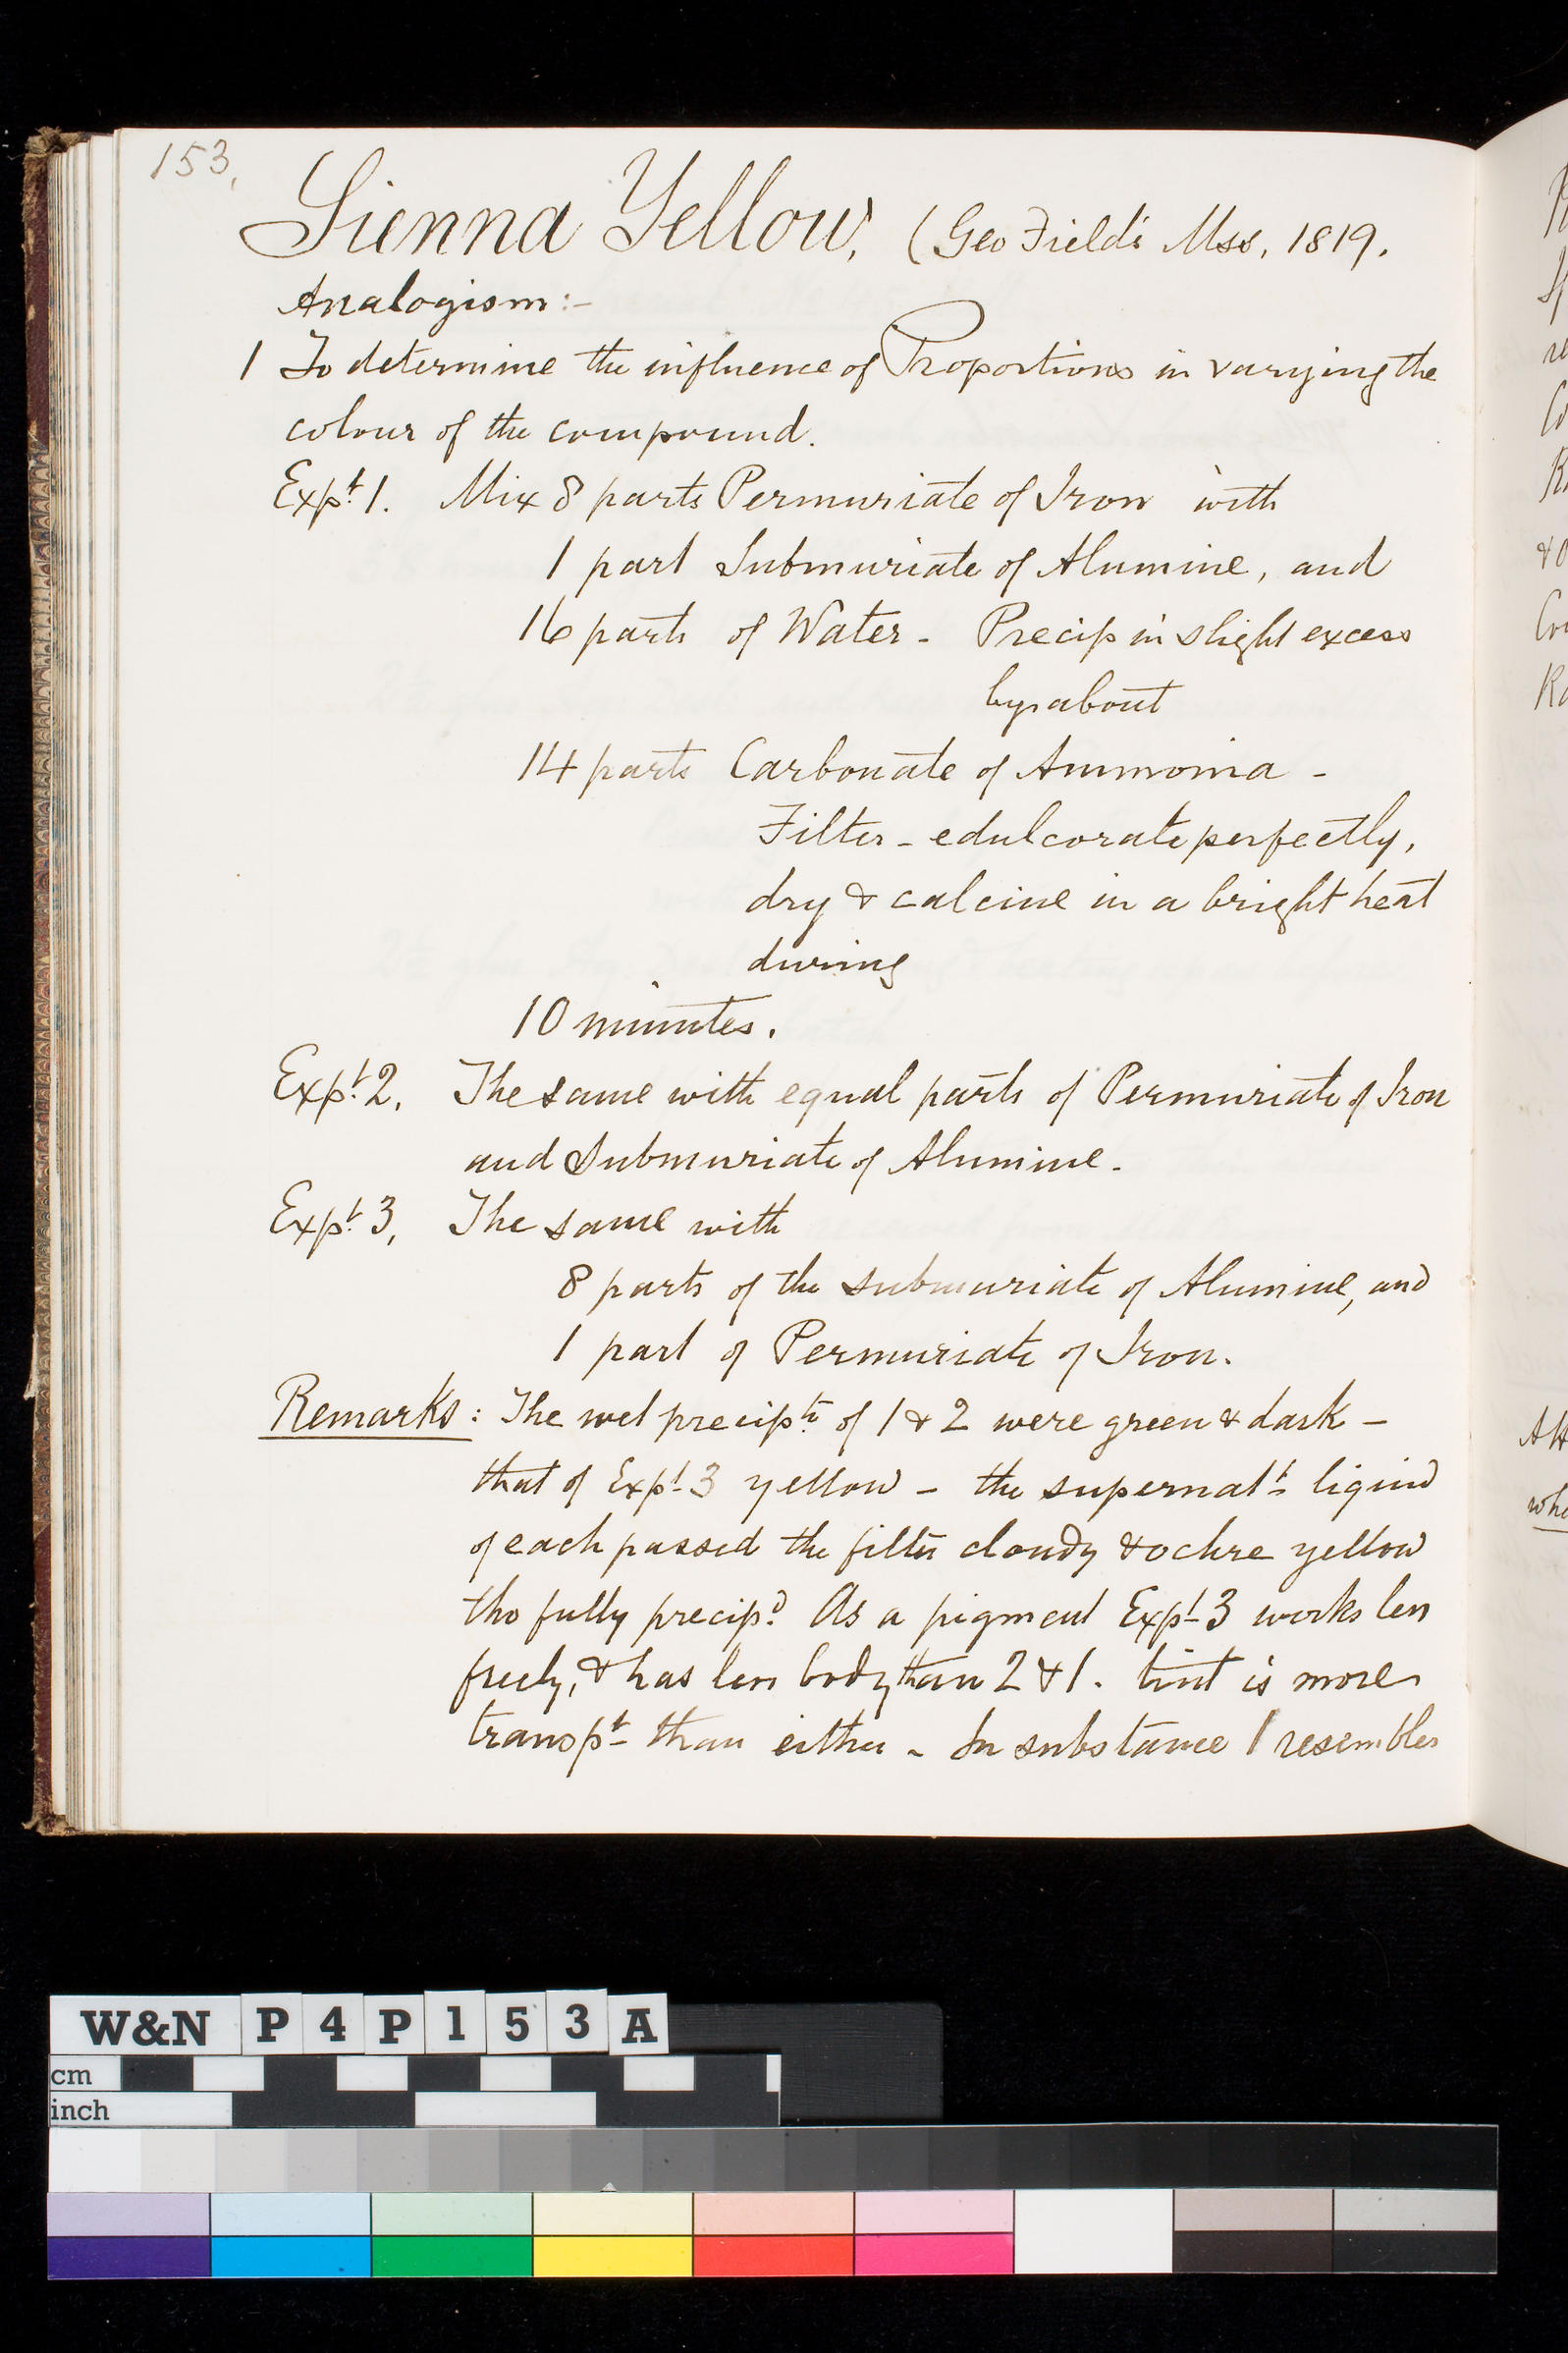 153,
Sienna Yellow, (Geo Field's Mss, 1819.
Analogism:-
1 To determine the influence of Proportions in varying the
colour of the compound.
Expt. 1. Mix 8 parts Permuriate of Iron with
1 part Submuriate of Alumine, and
16 parts of Water - Precip in slight excess
by about
14 parts Carbonate of Ammonia -
Filter - edulcorate perfectly,
dry & calcine in a bright heat
during
10 minutes.
Expt. 2, The same with equal parts of Permuriate of Iron
and Submuriate of Alumine.
Expt. 3, The same with
8 parts of the submuriate of Alumine, and
1 part of Permuriate of Iron.
Remarks: The wet precipts. of 1 & 2 were green & dark -
that of Expt. 3 yellow - the supernatt. liquid
of each passed the filter cloudy & ochre yellow
tho fully precipd. As a pigment Expt. 3 works less
freely, & has less body than 2 & 1. tint is more
transpt. than either - In substance 1 resembles
W&N P4P153A
cm
inch